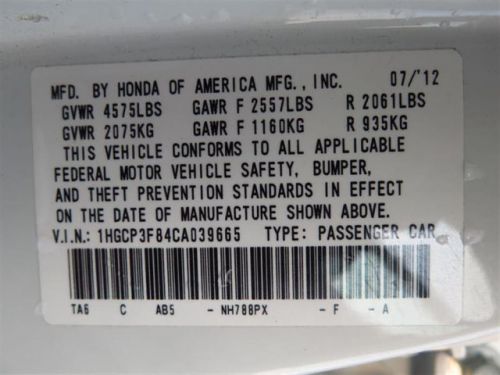 MFD. BY HONDA OF AMERICA MFG., INC. 07/'12
GVWR 4575LBS GAWR F 2557LBS R 2061LBS
GVWR 2075KG GAWR F 1160KG R 935KG
THIS VEHICLE CONFORMS TO ALL APPLICABLE
FEDERAL MOTOR VEHICLE SAFETY, BUMPER,
AND THEFT PREVENTION STANDARDS IN EFFECT
ON THE DATE OF MANUFACTURE SHOWN ABOVE.
V.I.N.: 1HGCP3F84CA039665 TYPE: PASSENGER CAR
TA6 C AB5 - NH788PX - F - A